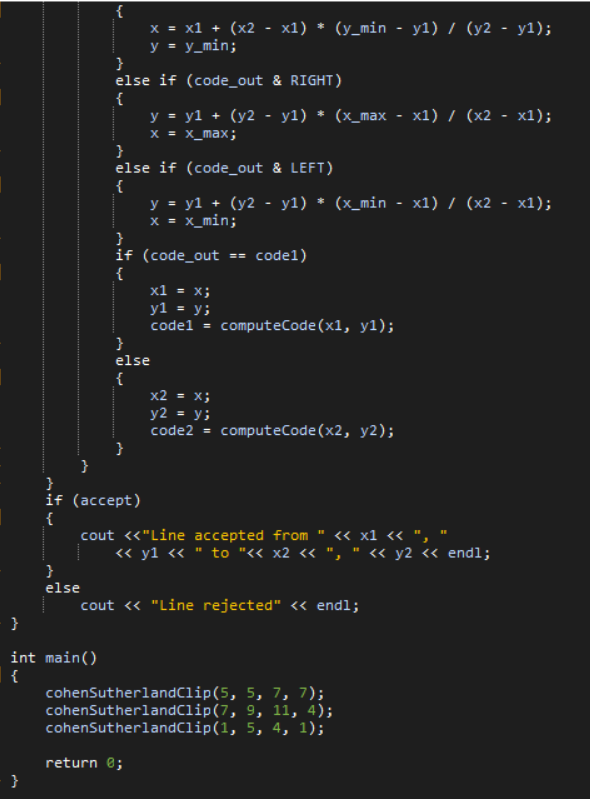 {
x = x1 + (x2 - x1) * (y_min - y1) / (y2 - y1);
y = y_min;
}
else if (code_out & RIGHT)
{
y = y1 + (y2 - y1) * (x_max - x1) / (x2 - x1);
x = x_max;
}
else if (code_out & LEFT)
{
y = y1 + (y2 - y1) * (x_min - x1) / (x2 - x1);
x = x_min;
}
if (code_out == code1)
{
x1 = x;
y1 = y;
code1 = computeCode(x1, y1);
}
else
{
x2 = x;
y2 = y;
code2 = computeCode(x2, y2);
}
}
}
if (accept)
{
cout <<"Line accepted from " << x1 << ", "
<< y1 << " to "<< x2 << ", " << y2 << endl;
}
else
cout << "Line rejected" << endl;
}
int main()
{
cohenSutherlandClip(5, 5, 7, 7);
cohenSutherlandClip(7, 9, 11, 4);
cohenSutherlandClip(1, 5, 4, 1);
return 0;
}